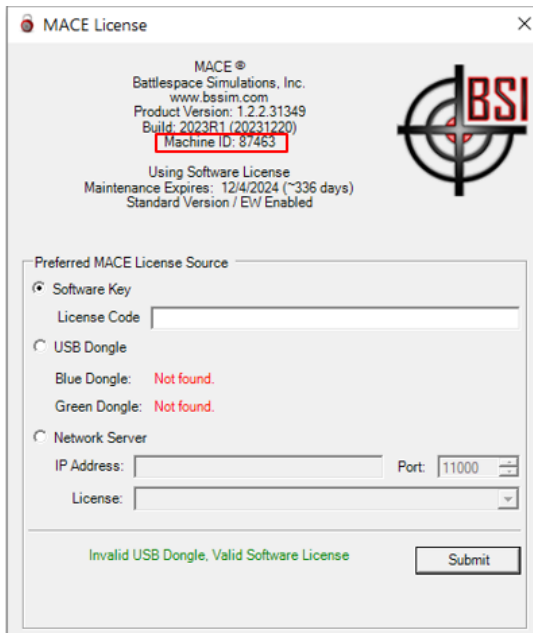 MACE License
MACE ®
Battlespace Simulations, Inc.
www.bssim.com
Product Version: 1.2.2.31349
Build: 2023R1 (20231220)
Machine ID: 87463
BSI
Using Software License
Maintenance Expires: 12/4/2024 (~336 days)
Standard Version / EW Enabled
Preferred MACE License Source
Software Key
License Code
USB Dongle
Blue Dongle: Not found.
Green Dongle: Not found.
Network Server
IP Address: Port: 11000
License:
Invalid USB Dongle, Valid Software License Submit